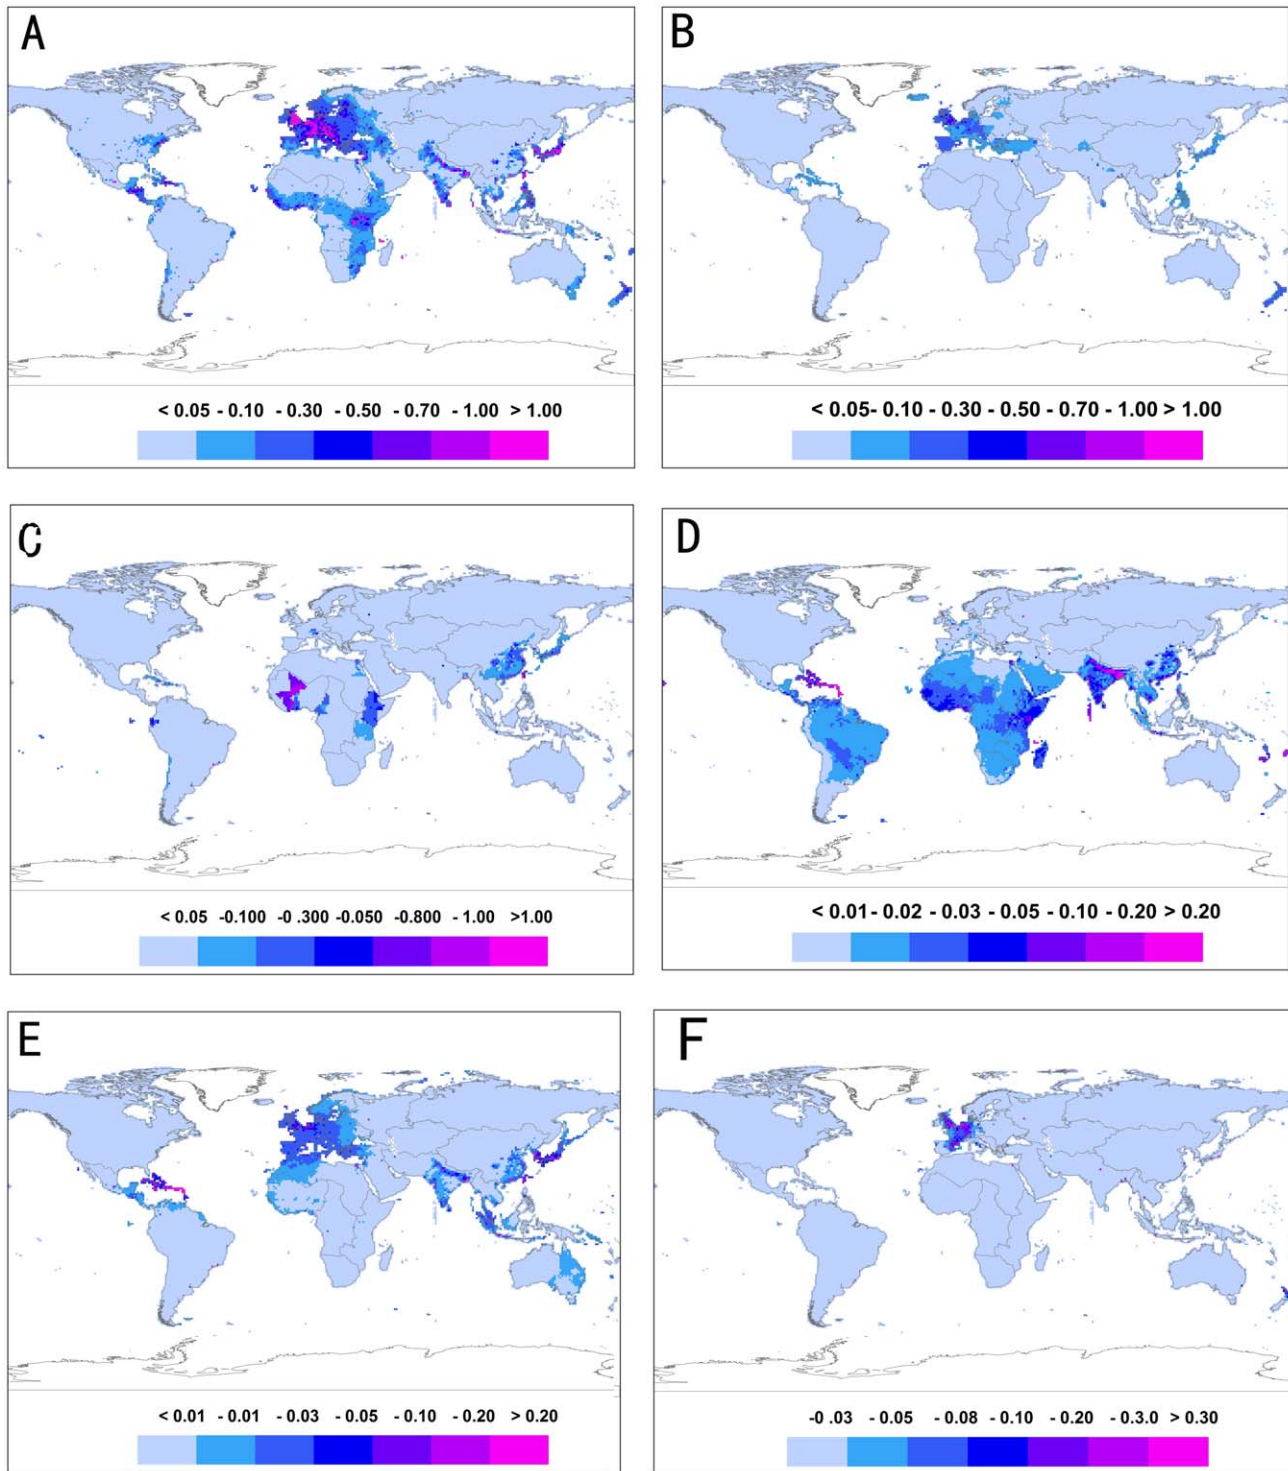 A
B
< 0.05 - 0.10 - 0.30 - 0.50 - 0.70 - 1.00 > 1.00
< 0.05- 0.10 - 0.30 - 0.50 - 0.70 - 1.00 > 1.00
C
D
< 0.05 -0.100 -0 .300 -0.050 -0.800 - 1.00 >1.00
< 0.01 - 0.02 - 0.03 - 0.05 - 0.10 - 0.20 > 0.20
E
F
< 0.01 - 0.01 - 0.03 - 0.05 - 0.10 - 0.20 > 0.20
-0 .03 - 0.05 - 0.08 - 0.10 - 0.20 - 0.3.0 > 0.30